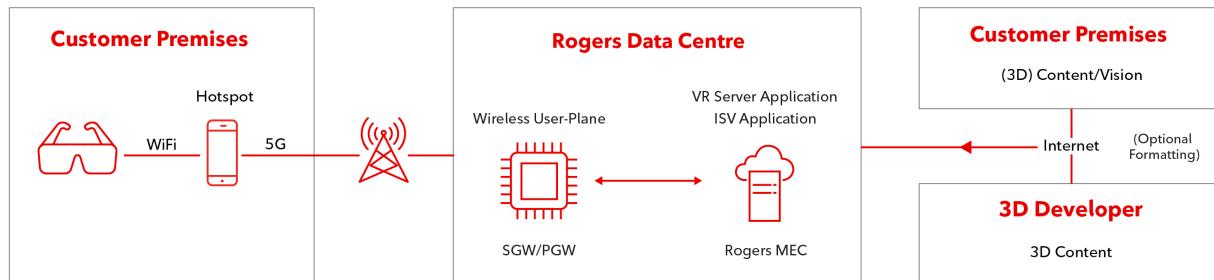 Customer Premises
Hotspot
WiFi
5G
Rogers Data Centre
Wireless User-Plane
SGW/PGW
VR Server Application
ISV Application
Rogers MEC
Customer Premises
(3D) Content/Vision
Internet
(Optional
Formatting)
3D Developer
3D Content